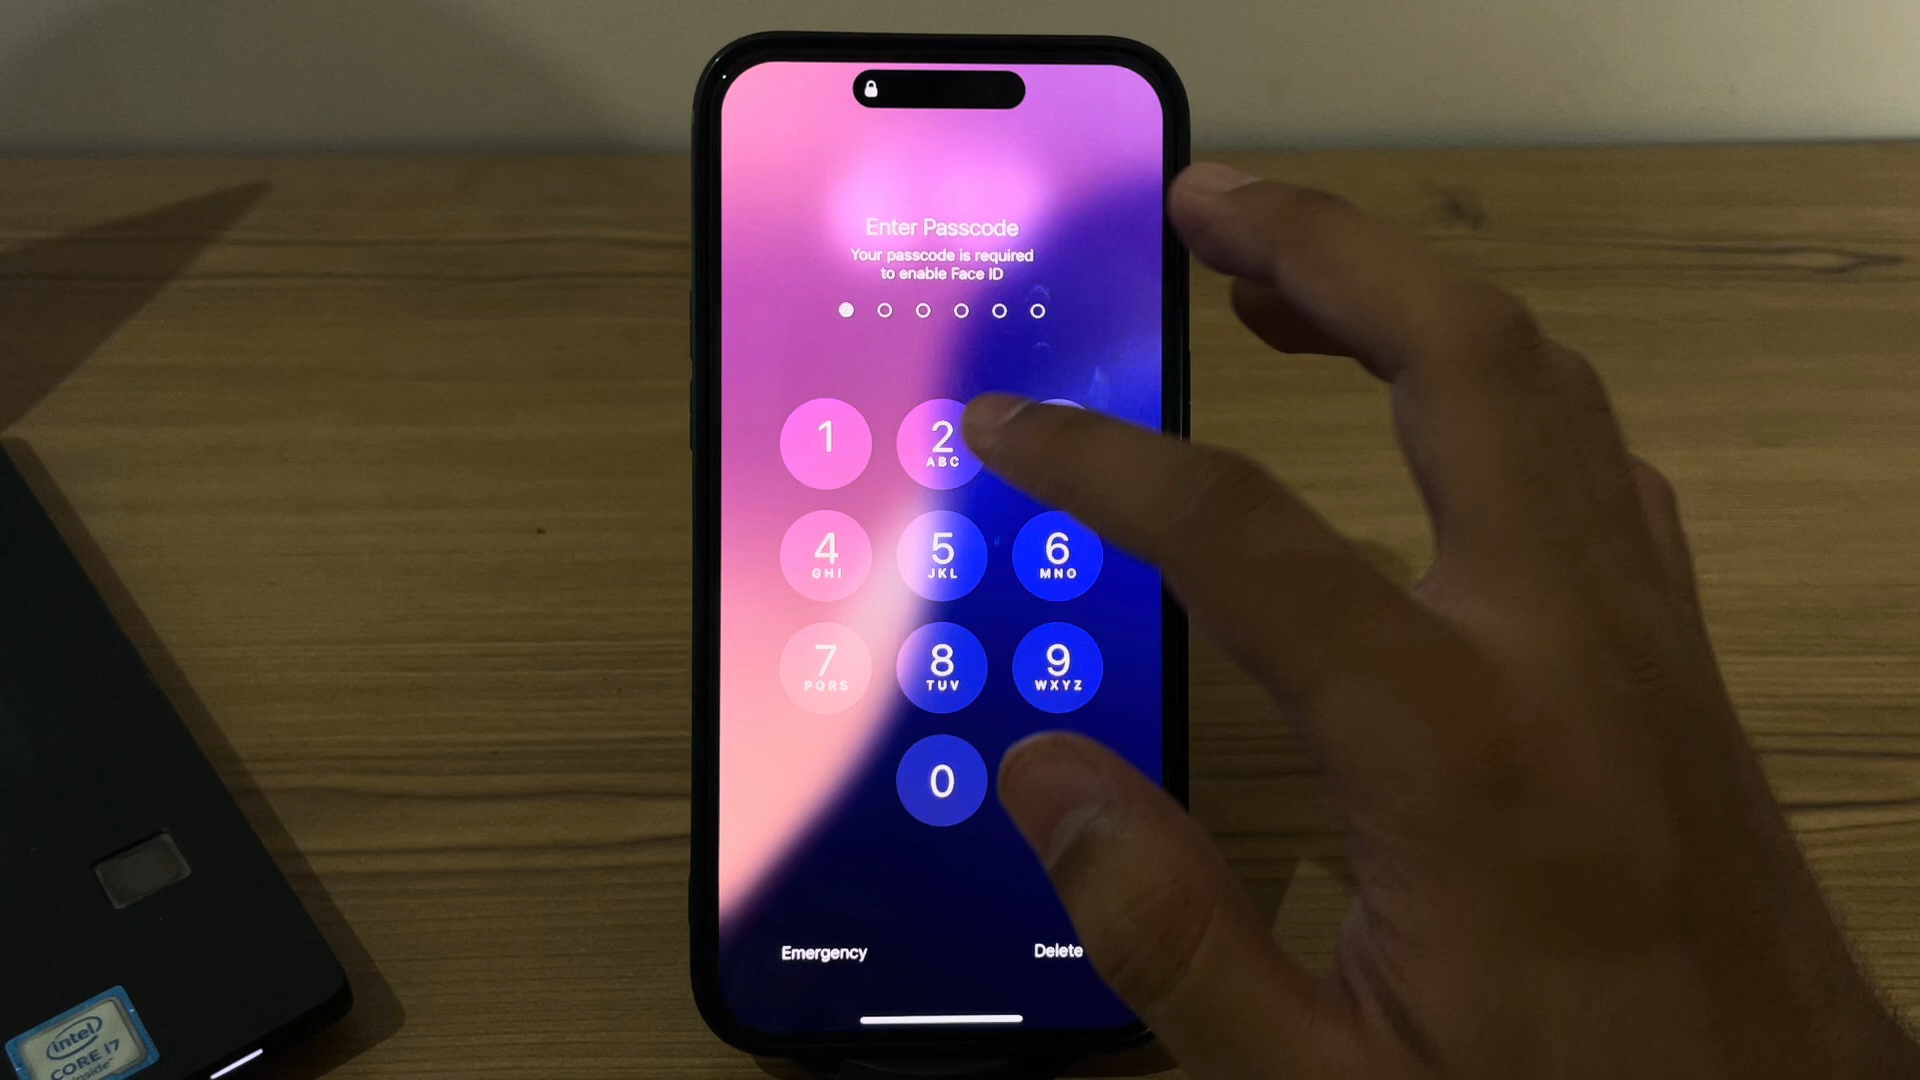 Enter Passcode
Your passcode is required
to enable Face ID
1
2
ABC
4
GHI
5
JKL
6
MNO
7
PQRS
8
TUV
9
WXYZ
0
Emergency
Delete
intel
CORE i7
inside™